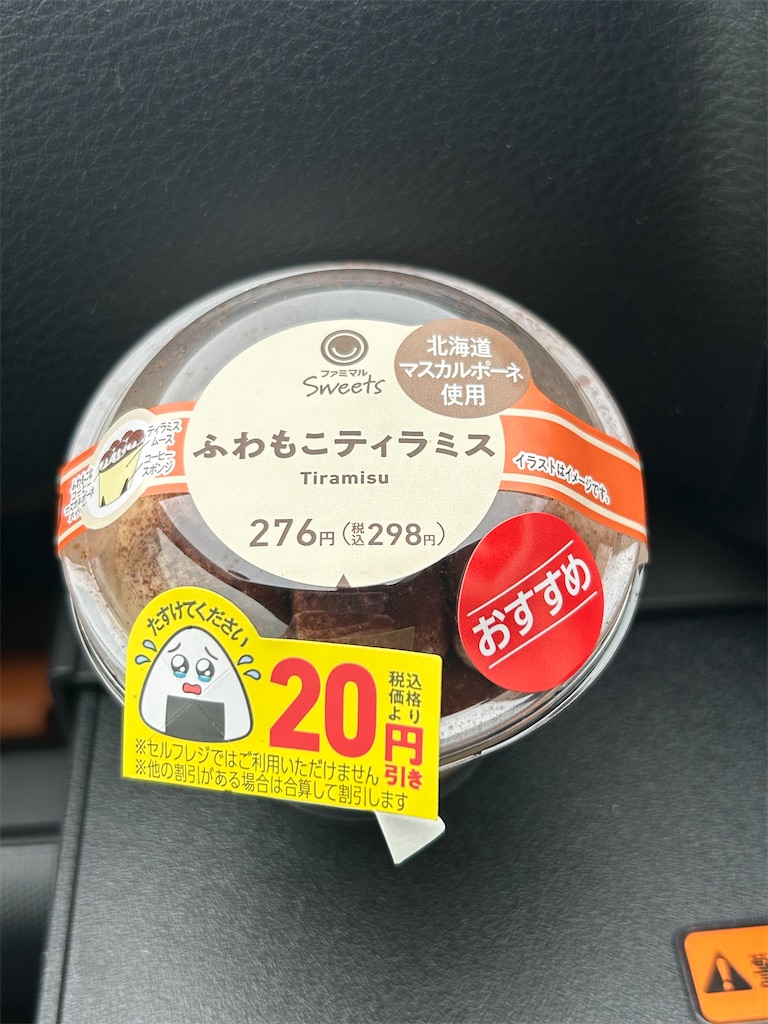 ファミマル
Sweets
北海道
マスカルポーネ
使用
ふわもこティラミス
Tiramisu
276円(税込298円)
ティラミス
ムース
コーヒー
スポンジ
イラストはイメージです。
おすすめ
たすけてください
20円引き
税込価格より
※セルフレジではご利用いただけません
※他の割引がある場合は合算して割引します